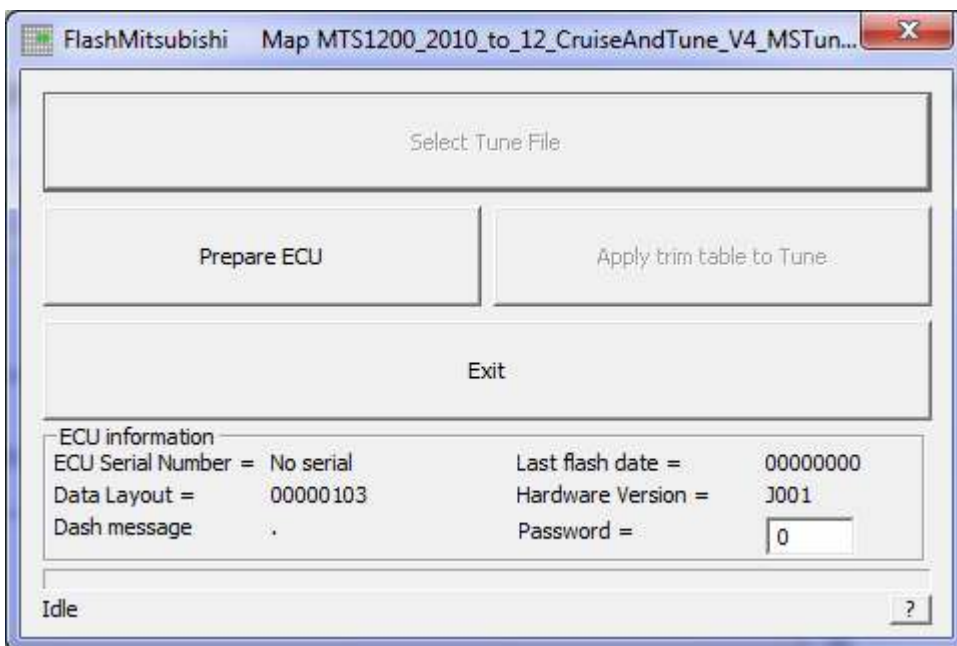 FlashMitsubishi Map MTS1200_2010_to_12_CruiseAndTune_V4_MSTun...
Select Tune File
Prepare ECU
Apply trim table to Tune
Exit
ECU information
ECU Serial Number = No serial
Last flash date = 00000000
Data Layout = 00000103
Hardware Version = J001
Dash message .
Password = 0
Idle
?